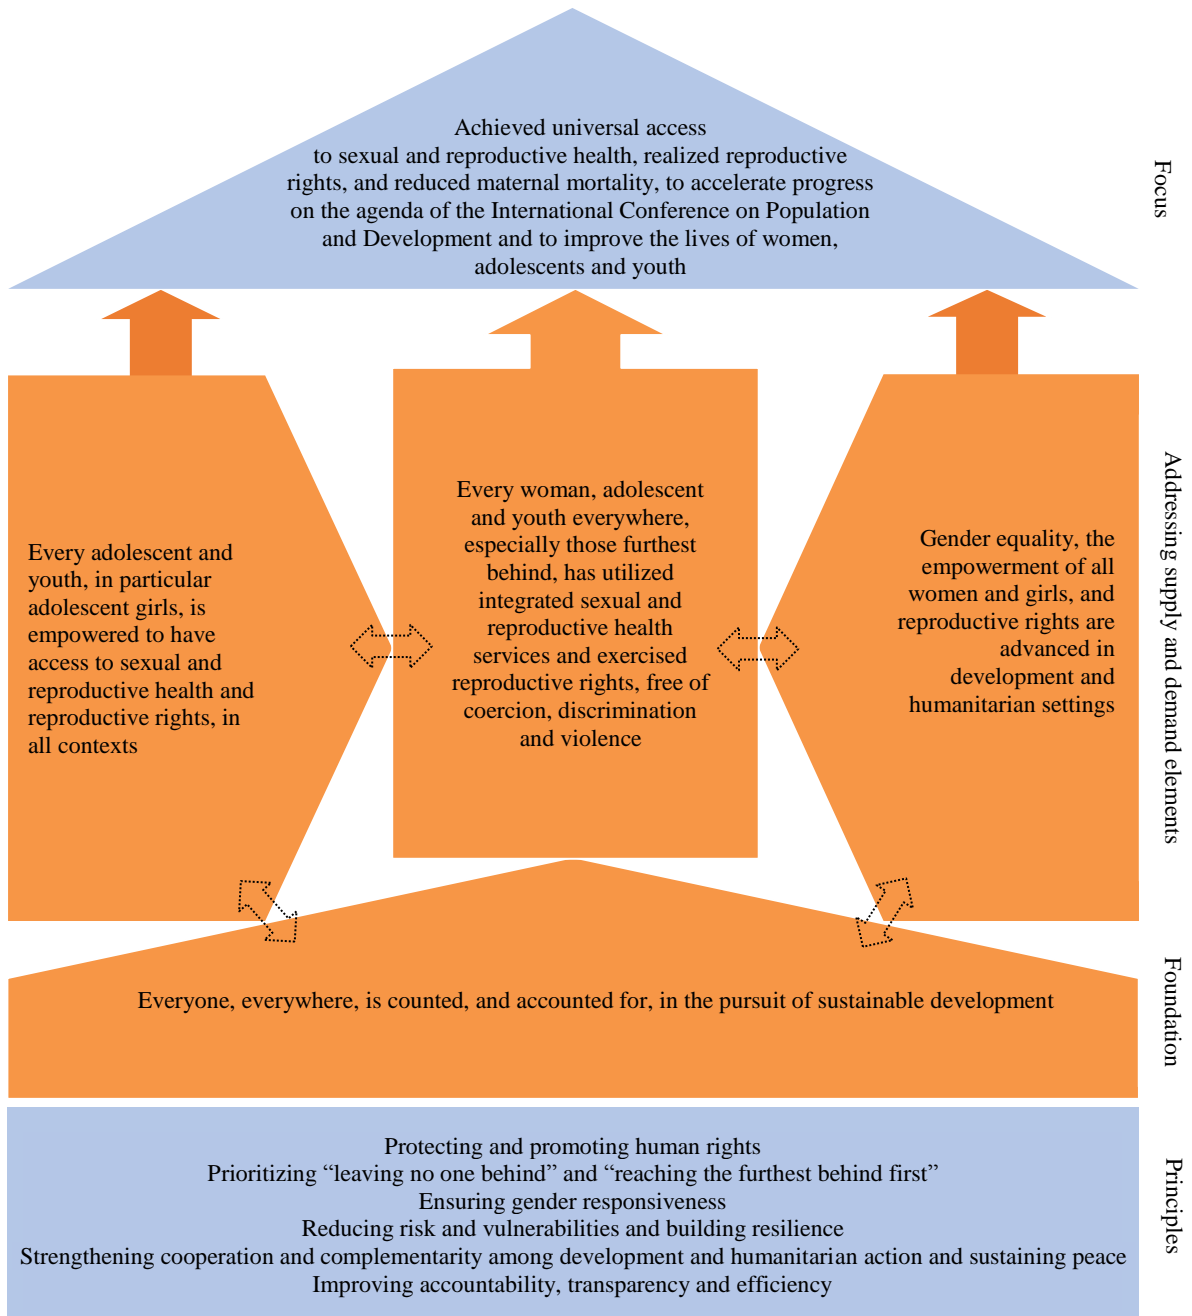 Achieved universal access
to sexual and reproductive health, realized reproductive
rights, and reduced maternal mortality, to accelerate progress
on the agenda of the International Conference on Population
and Development and to improve the lives of women,
adolescents and youth
Focus
Every adolescent and
youth, in particular
adolescent girls, is
empowered to have
access to sexual and
reproductive health and
reproductive rights, in
all contexts
Every woman, adolescent
and youth everywhere,
especially those furthest
behind, has utilized
integrated sexual and
reproductive health
services and exercised
reproductive rights, free of
coercion, discrimination
and violence
Gender equality, the
empowerment of all
women and girls, and
reproductive rights are
advanced in
development and
humanitarian settings
Addressing supply and demand elements
Everyone, everywhere, is counted, and accounted for, in the pursuit of sustainable development
Foundation
Protecting and promoting human rights
Prioritizing “leaving no one behind” and “reaching the furthest behind first”
Ensuring gender responsiveness
Reducing risk and vulnerabilities and building resilience
Strengthening cooperation and complementarity among development and humanitarian action and sustaining peace
Improving accountability, transparency and efficiency
Principles